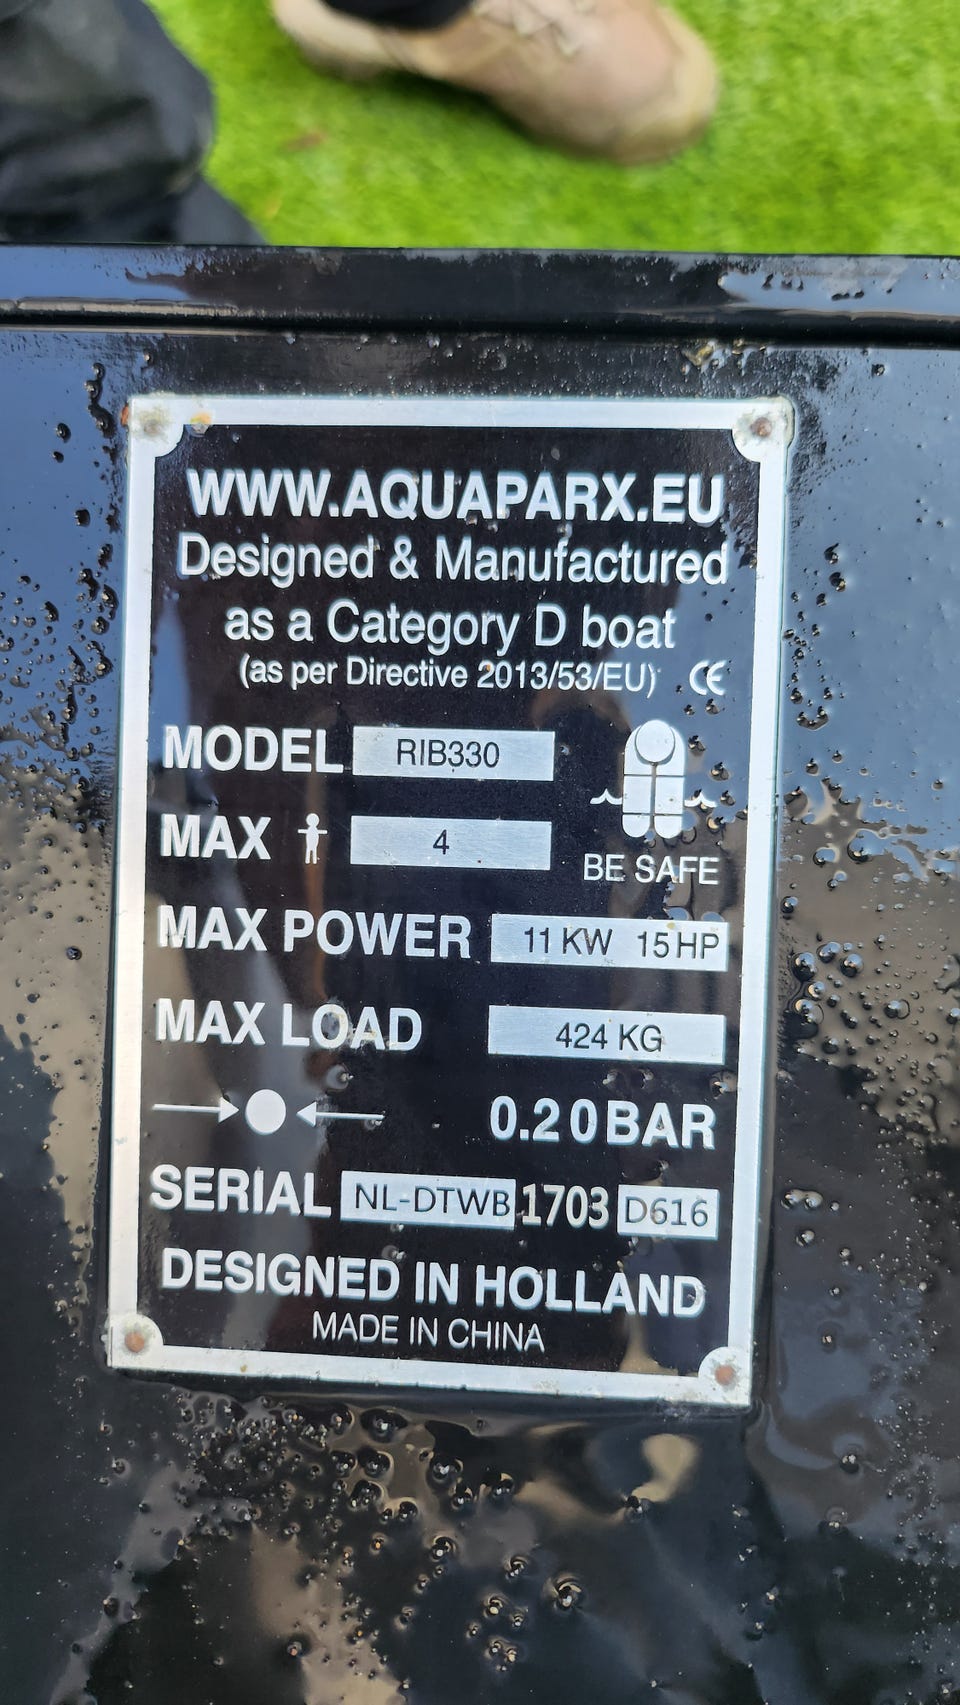 WWW.AQUAPARX.EU
Designed & Manufactured
as a Category D boat
(as per Directive 2013/53/EU) CE
MODEL RIB330
MAX 4
BE SAFE
MAX POWER 11 KW 15 HP
MAX LOAD 424 KG
0.20 BAR
SERIAL NL-DTWB 1703 D616
DESIGNED IN HOLLAND
MADE IN CHINA